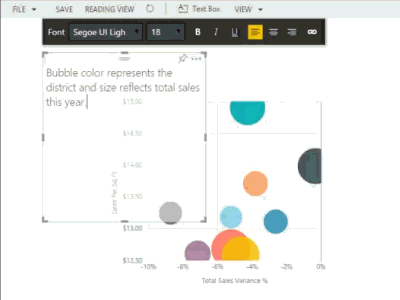 FILE SAVE READING VIEW Text Box VIEW
Font Segoe UI Ligh 18 B I U
Bubble color represents the
district and size reflects total sales
this year.
$15.00
$14.50
$14.00
$13.50
Sales Per Sq Ft
$13.00
$12.50
-10% -8% -6% -4% -2% 0%
Total Sales Variance %